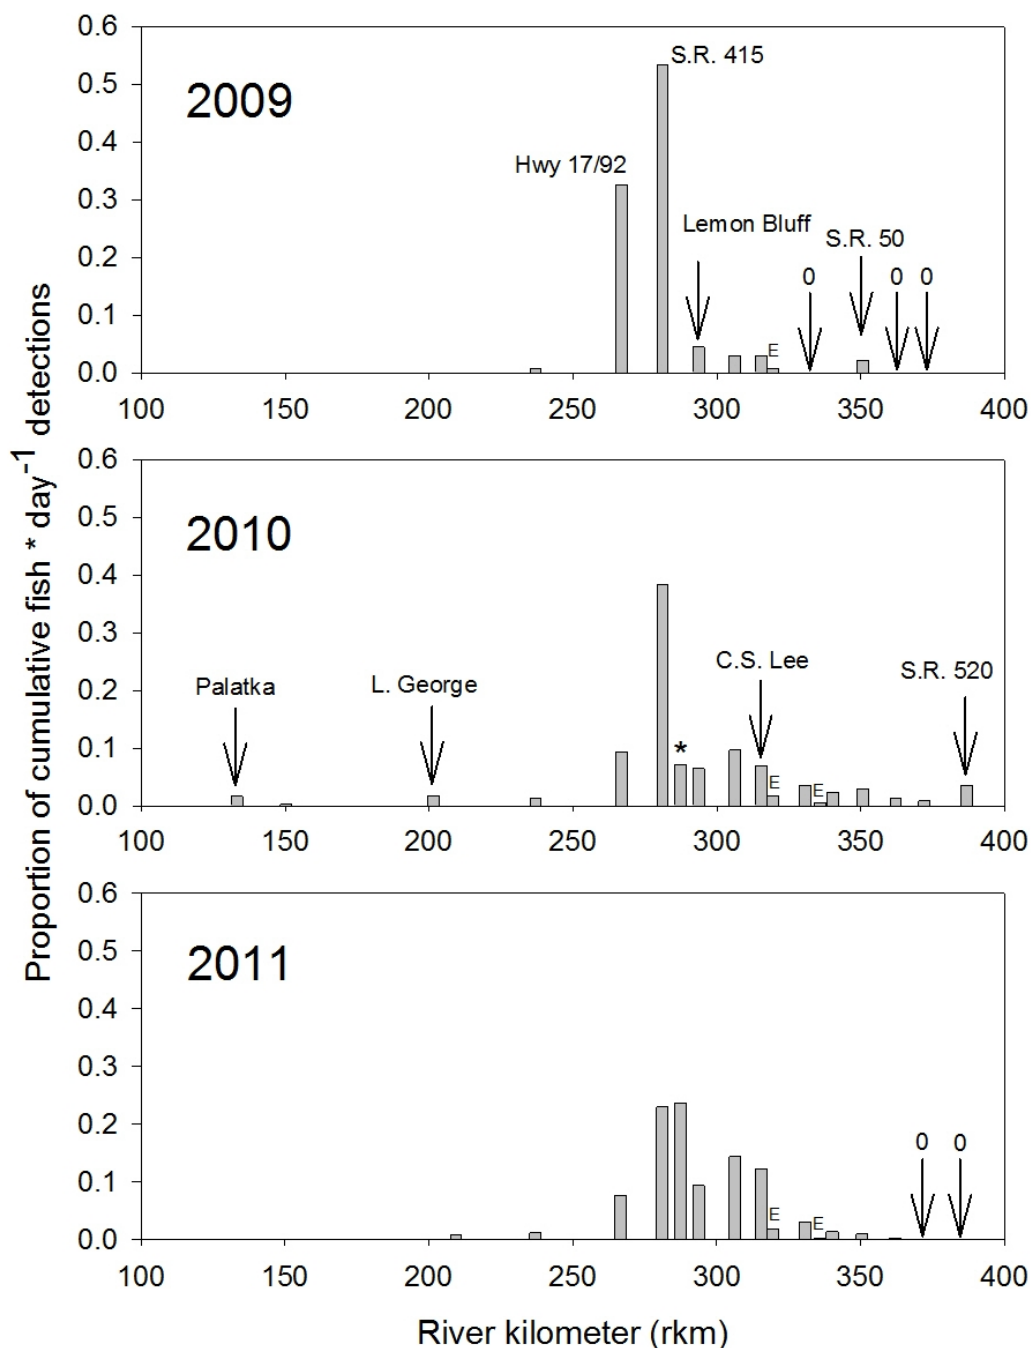 Proportion of cumulative fish * day⁻¹ detections
0.6
0.5
0.4
0.3
0.2
0.1
0.0
2009
Hwy 17/92
S.R. 415
Lemon Bluff
S.R. 50
0
0
0
E
100 150 200 250 300 350 400
0.6
0.5
0.4
0.3
0.2
0.1
0.0
2010
Palatka
L. George
*
C.S. Lee
S.R. 520
E
E
100 150 200 250 300 350 400
0.6
0.5
0.4
0.3
0.2
0.1
0.0
2011
0
0
E
E
100 150 200 250 300 350 400
River kilometer (rkm)